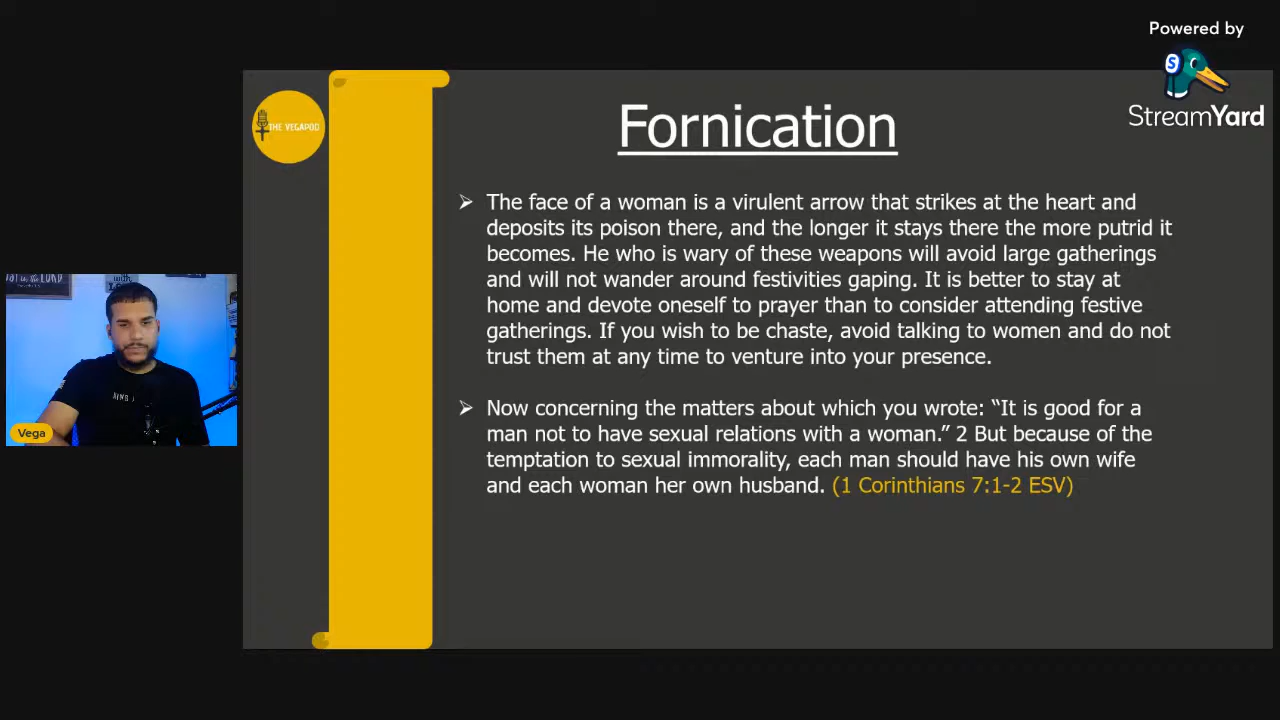 Powered by
StreamYard
THE VEGAPOD
Fornication
➢ The face of a woman is a virulent arrow that strikes at the heart and
deposits its poison there, and the longer it stays there the more putrid it
becomes. He who is wary of these weapons will avoid large gatherings
and will not wander around festivities gaping. It is better to stay at
home and devote oneself to prayer than to consider attending festive
gatherings. If you wish to be chaste, avoid talking to women and do not
trust them at any time to venture into your presence.
➢ Now concerning the matters about which you wrote: “It is good for a
man not to have sexual relations with a woman.” 2 But because of the
temptation to sexual immorality, each man should have his own wife
and each woman her own husband. (1 Corinthians 7:1-2 ESV)
Vega